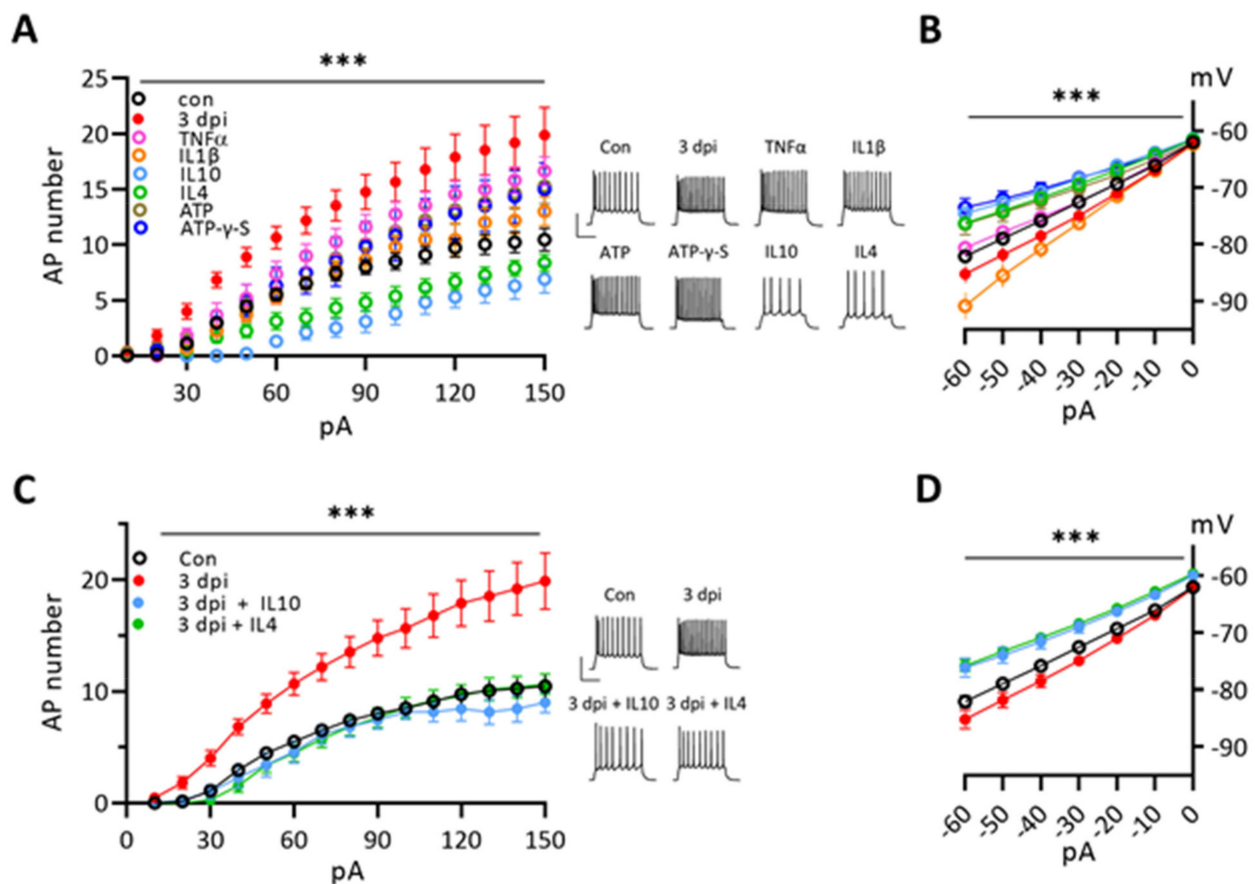 A
***
25
20
15
10
5
0
AP number
con
3 dpi
TNFα
IL1β
IL10
IL4
ATP
ATP-γ-S
30 60 90 120 150
pA
Con 3 dpi TNFα IL1β
ATP ATP-γ-S IL10 IL4
B
mV
***
-60
-70
-80
-90
-60 -50 -40 -30 -20 -10 0
pA
C
***
20
10
0
AP number
Con
3 dpi
3 dpi + IL10
3 dpi + IL4
0 30 60 90 120 150
pA
Con 3 dpi
3 dpi + IL10 3 dpi + IL4
D
mV
***
-60
-70
-80
-90
-60 -50 -40 -30 -20 -10 0
pA